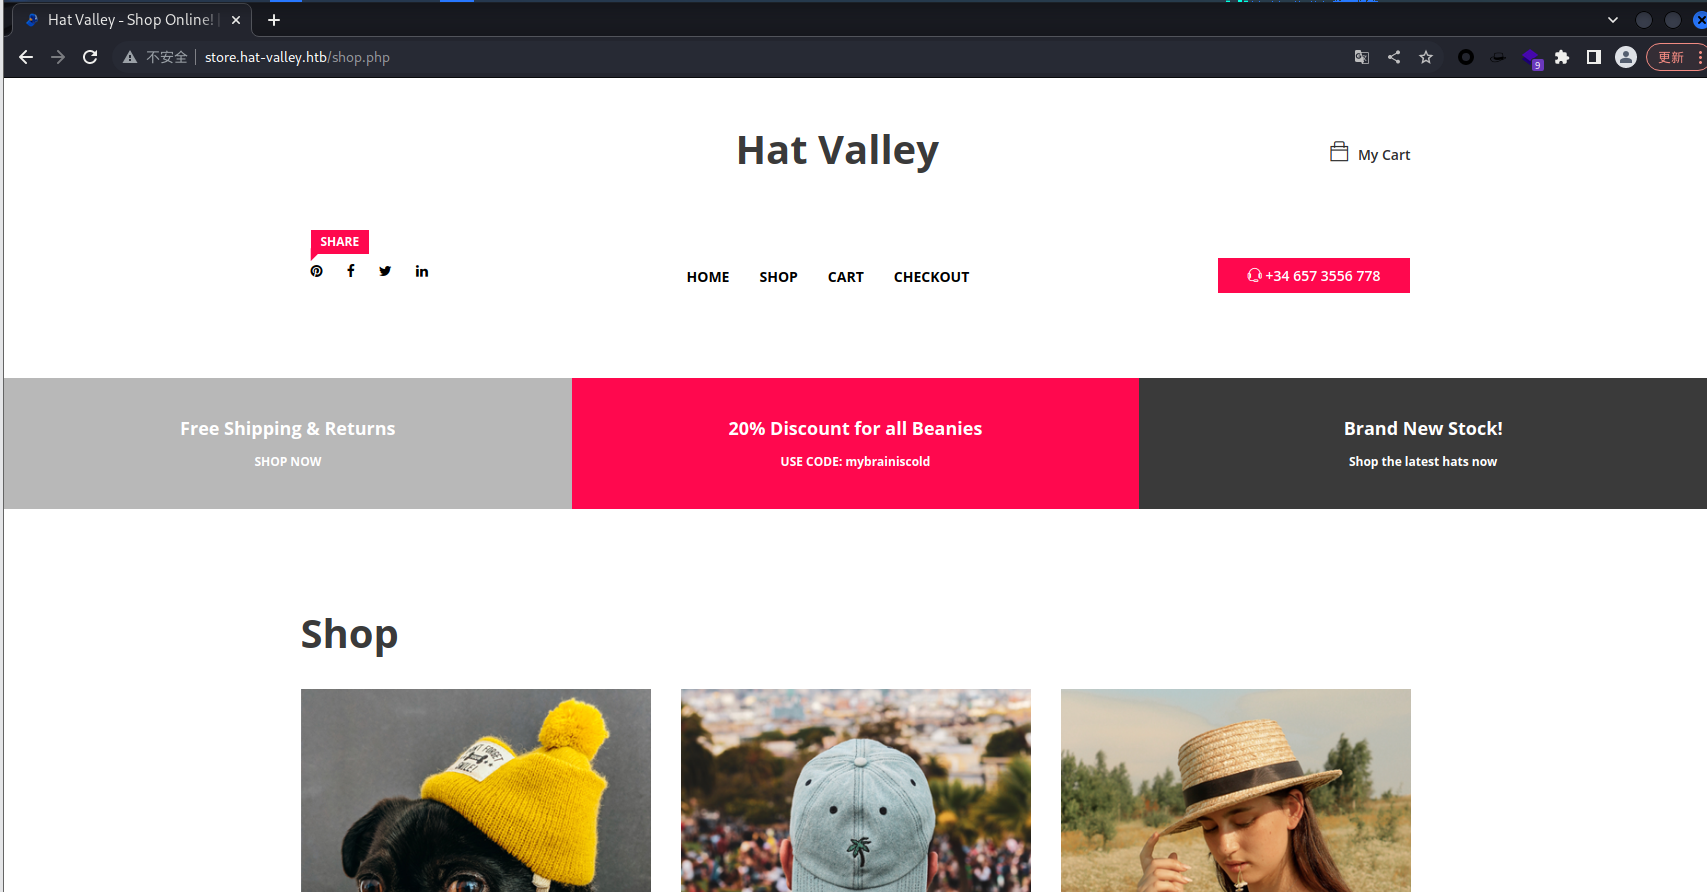 Hat Valley - Shop Online! |
不安全 | store.hat-valley.htb/shop.php
9
更新
Hat Valley
My Cart
SHARE
HOME SHOP CART CHECKOUT
+34 657 3556 778
Free Shipping & Returns
SHOP NOW
20% Discount for all Beanies
USE CODE: mybrainiscold
Brand New Stock!
Shop the latest hats now
Shop